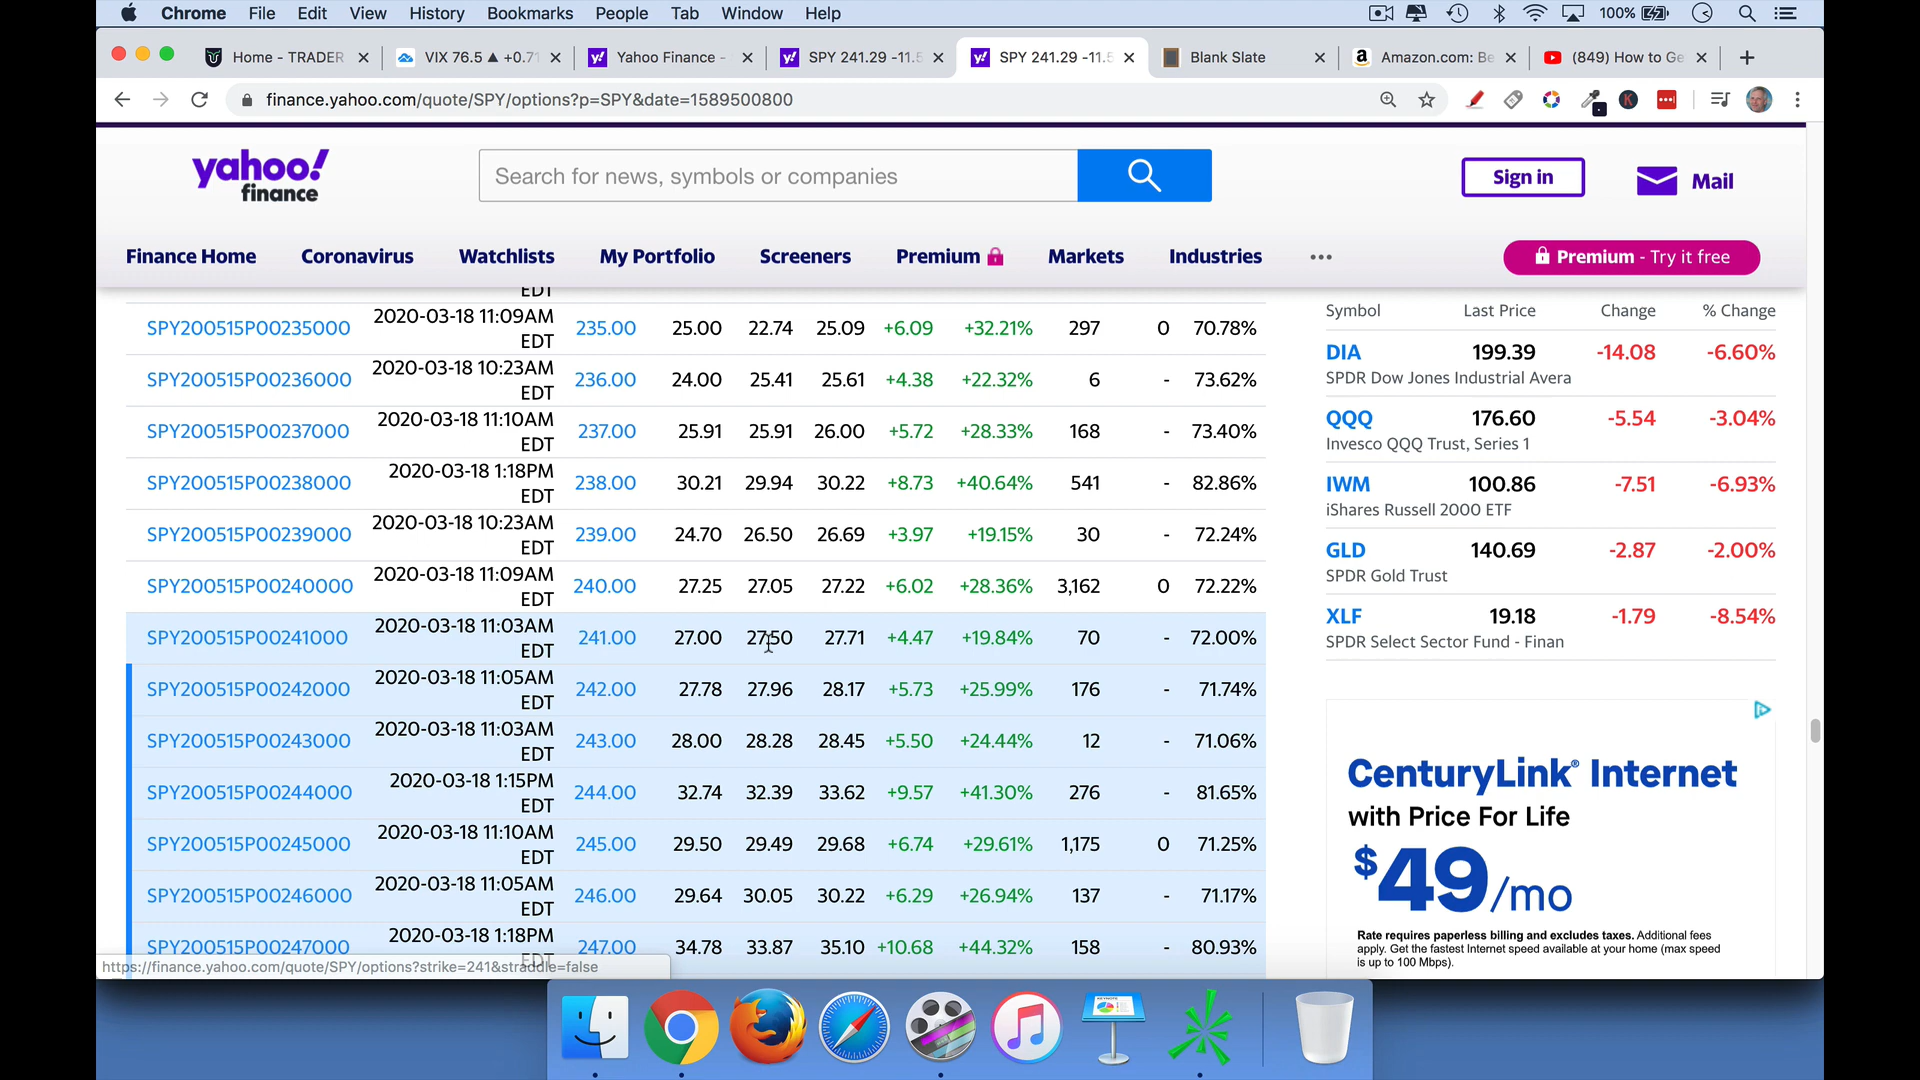 Chrome File Edit View History Bookmarks People Tab Window Help 100%
Home - TRADER VIX 76.5 ▲ +0.71 Yahoo Finance - SPY 241.29 -11.5 SPY 241.29 -11.5 Blank Slate Amazon.com: Be (849) How to Ge
finance.yahoo.com/quote/SPY/options?p=SPY&date=1589500800
yahoo!
finance
Search for news, symbols or companies
Sign in
Mail
Finance Home Coronavirus Watchlists My Portfolio Screeners Premium Markets Industries ••• Premium - Try it free
EDT
SPY200515P00235000 2020-03-18 11:09AM EDT 235.00 25.00 22.74 25.09 +6.09 +32.21% 297 0 70.78%
SPY200515P00236000 2020-03-18 10:23AM EDT 236.00 24.00 25.41 25.61 +4.38 +22.32% 6 - 73.62%
SPY200515P00237000 2020-03-18 11:10AM EDT 237.00 25.91 25.91 26.00 +5.72 +28.33% 168 - 73.40%
SPY200515P00238000 2020-03-18 1:18PM EDT 238.00 30.21 29.94 30.22 +8.73 +40.64% 541 - 82.86%
SPY200515P00239000 2020-03-18 10:23AM EDT 239.00 24.70 26.50 26.69 +3.97 +19.15% 30 - 72.24%
SPY200515P00240000 2020-03-18 11:09AM EDT 240.00 27.25 27.05 27.22 +6.02 +28.36% 3,162 0 72.22%
SPY200515P00241000 2020-03-18 11:03AM EDT 241.00 27.00 27.50 27.71 +4.47 +19.84% 70 - 72.00%
SPY200515P00242000 2020-03-18 11:05AM EDT 242.00 27.78 27.96 28.17 +5.73 +25.99% 176 - 71.74%
SPY200515P00243000 2020-03-18 11:03AM EDT 243.00 28.00 28.28 28.45 +5.50 +24.44% 12 - 71.06%
SPY200515P00244000 2020-03-18 1:15PM EDT 244.00 32.74 32.39 33.62 +9.57 +41.30% 276 - 81.65%
SPY200515P00245000 2020-03-18 11:10AM EDT 245.00 29.50 29.49 29.68 +6.74 +29.61% 1,175 0 71.25%
SPY200515P00246000 2020-03-18 11:05AM EDT 246.00 29.64 30.05 30.22 +6.29 +26.94% 137 - 71.17%
SPY200515P00247000 2020-03-18 1:18PM EDT 247.00 34.78 33.87 35.10 +10.68 +44.32% 158 - 80.93%
https://finance.yahoo.com/quote/SPY/options?strike=241&straddle=false
Symbol Last Price Change % Change
DIA 199.39 -14.08 -6.60%
SPDR Dow Jones Industrial Avera
QQQ 176.60 -5.54 -3.04%
Invesco QQQ Trust, Series 1
IWM 100.86 -7.51 -6.93%
iShares Russell 2000 ETF
GLD 140.69 -2.87 -2.00%
SPDR Gold Trust
XLF 19.18 -1.79 -8.54%
SPDR Select Sector Fund - Finan
CenturyLink® Internet
with Price For Life
$49/mo
Rate requires paperless billing and excludes taxes. Additional fees
apply. Get the fastest Internet speed available at your home (max speed
is up to 100 Mbps).